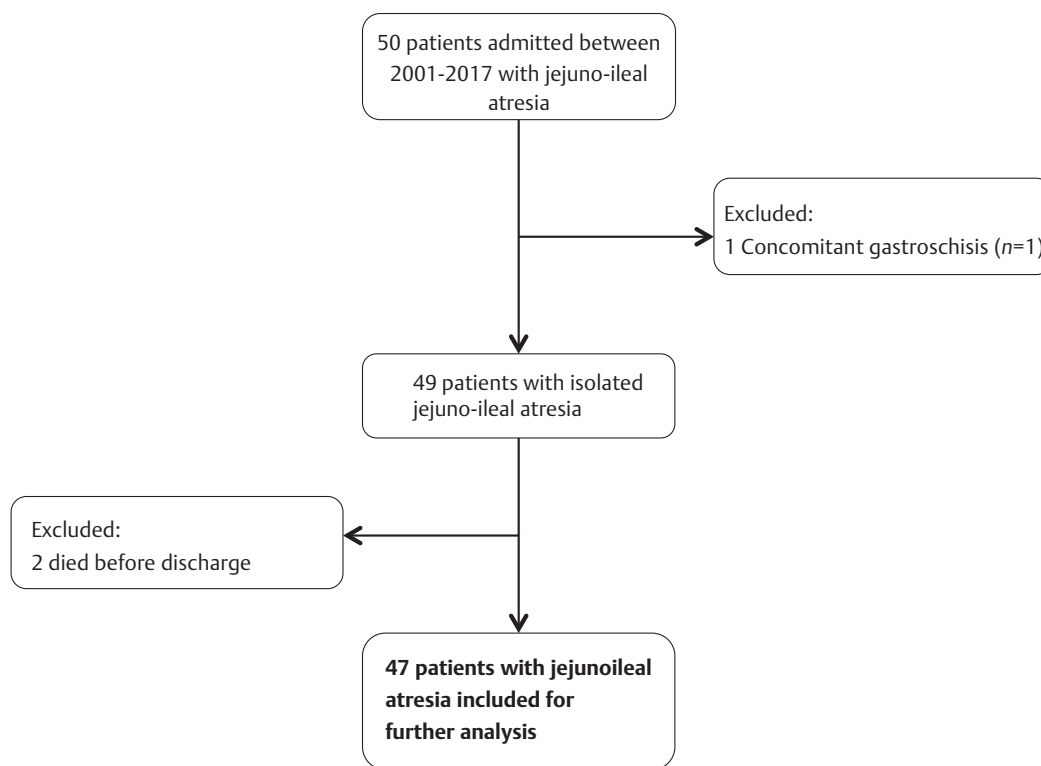 50 patients admitted between
2001-2017 with jejuno-ileal
atresia
Excluded:
1 Concomitant gastroschisis (n=1)
49 patients with isolated
jejuno-ileal atresia
Excluded:
2 died before discharge
47 patients with jejunoileal
atresia included for
further analysis